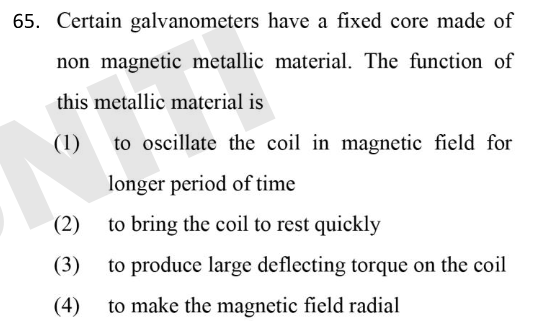 65. Certain galvanometers have a fixed core made of
non magnetic metallic material. The function of
this metallic material is
(1) to oscillate the coil in magnetic field for
longer period of time
(2) to bring the coil to rest quickly
(3) to produce large deflecting torque on the coil
(4) to make the magnetic field radial
NITI